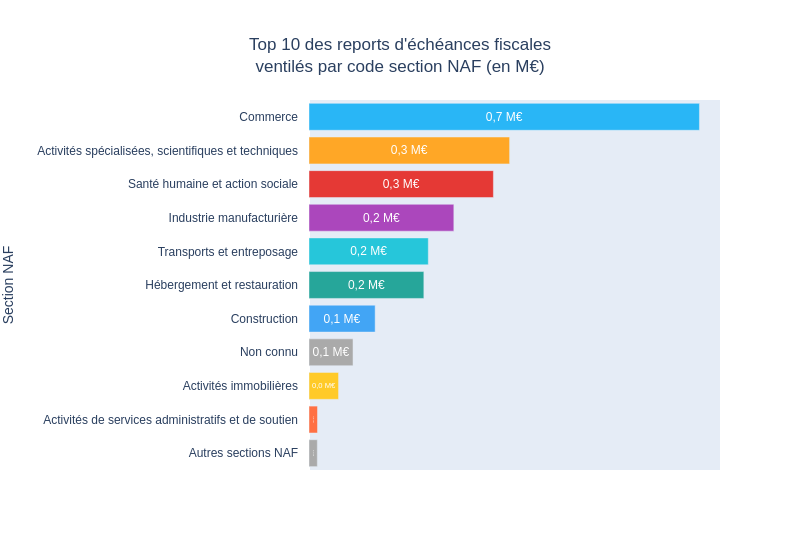 Top 10 des reports d'échéances fiscales
ventilés par code section NAF (en M€)
Section NAF
Commerce 0,7 M€
Activités spécialisées, scientifiques et techniques 0,3 M€
Santé humaine et action sociale 0,3 M€
Industrie manufacturière 0,2 M€
Transports et entreposage 0,2 M€
Hébergement et restauration 0,2 M€
Construction 0,1 M€
Non connu 0,1 M€
Activités immobilières 0,0 M€
Activités de services administratifs et de soutien
Autres sections NAF